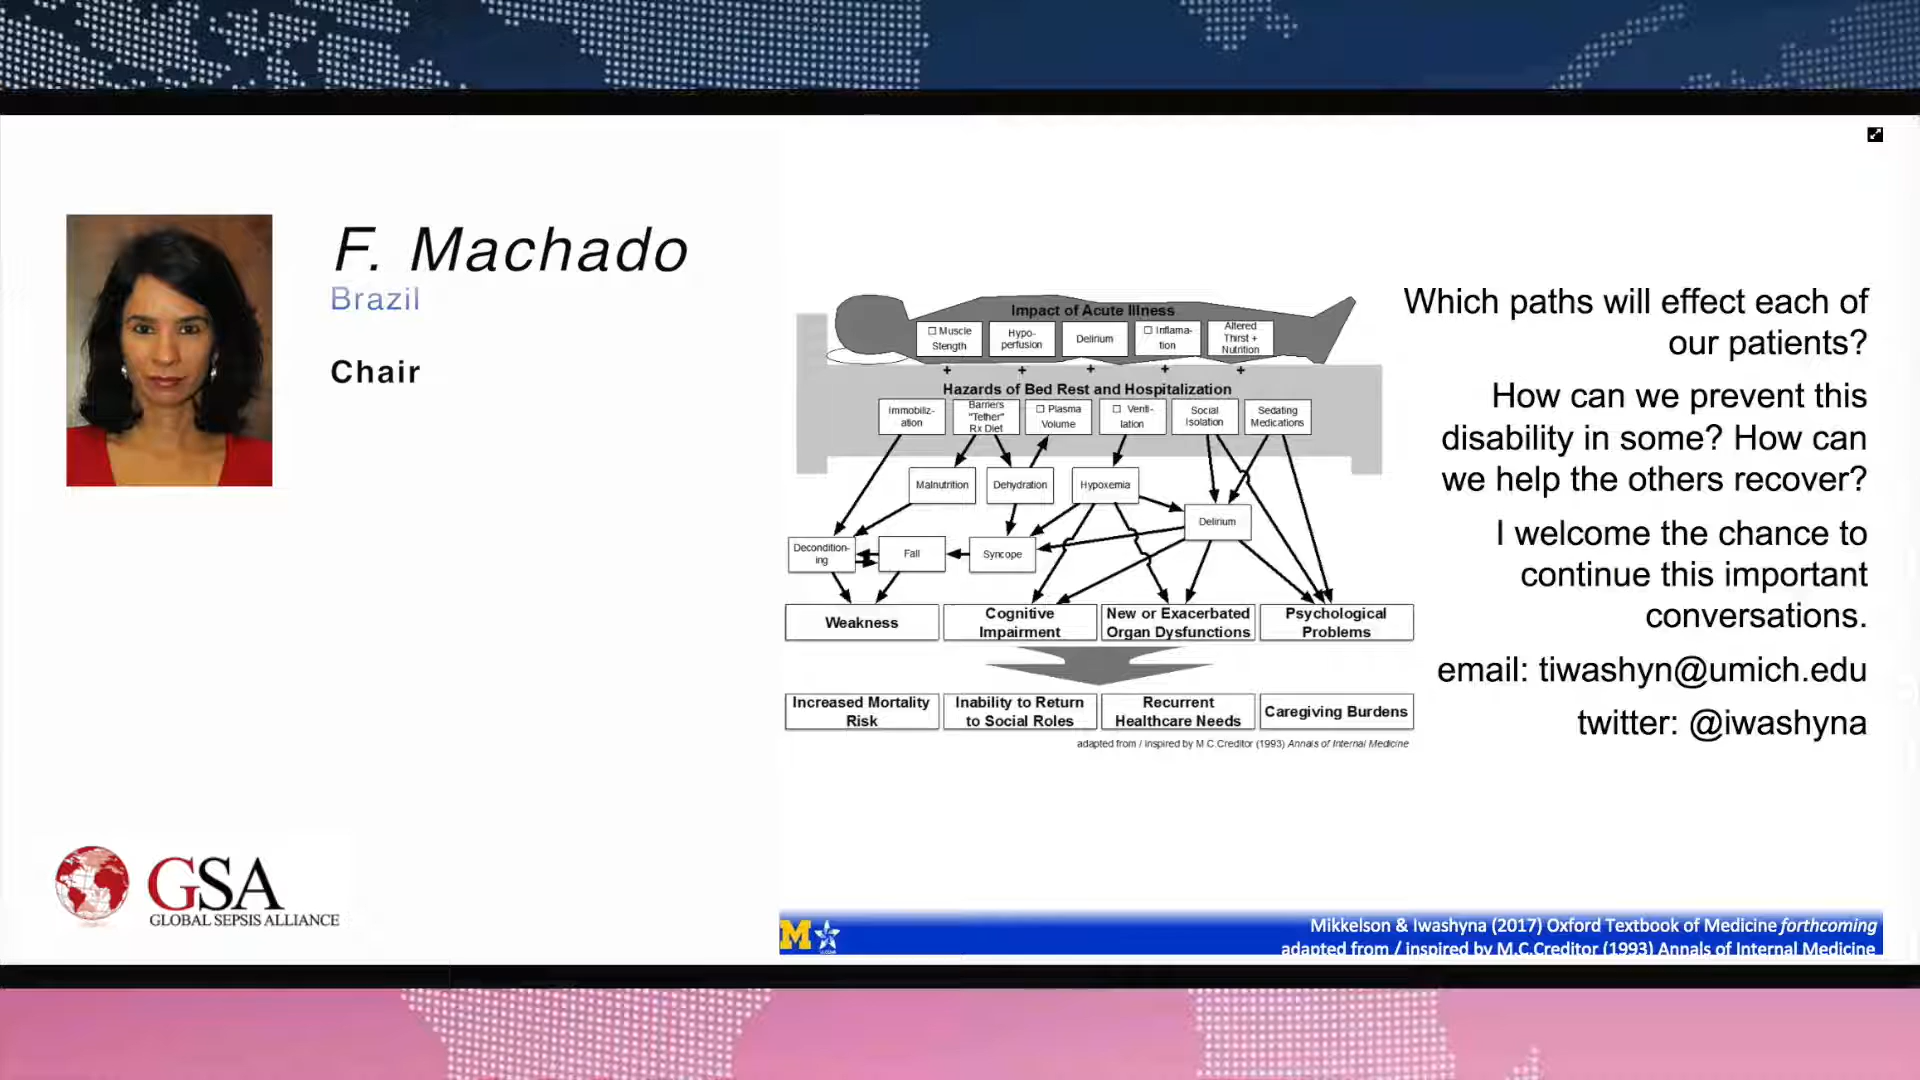 F. Machado
Brazil
Chair
GSA
GLOBAL SEPSIS ALLIANCE
Impact of Acute Illness
☐ Muscle
Stength
Hypo-
perfusion
Delirium
☐ Inflama-
tion
Altered
Thirst +
Nutrition
+ + + + +
Hazards of Bed Rest and Hospitalization
Immobiliz-
ation
Barriers
"Tether"
Rx Diet
☐ Plasma
Volume
☐ Venti-
lation
Social
Isolation
Sedating
Medications
Malnutrition
Dehydration
Hypoxemia
Delirium
Decondition-
ing
Fall
Syncope
Weakness
Cognitive
Impairment
New or Exacerbated
Organ Dysfunctions
Psychological
Problems
Increased Mortality
Risk
Inability to Return
to Social Roles
Recurrent
Healthcare Needs
Caregiving Burdens
adapted from / inspired by M.C.Creditor (1993) Annals of Internal Medicine
Which paths will effect each of
our patients?
How can we prevent this
disability in some? How can
we help the others recover?
I welcome the chance to
continue this important
conversations.
email: tiwashyn@umich.edu
twitter: @iwashyna
M
Mikkelson & Iwashyna (2017) Oxford Textbook of Medicine forthcoming
adapted from / inspired by M.C.Creditor (1993) Annals of Internal Medicine